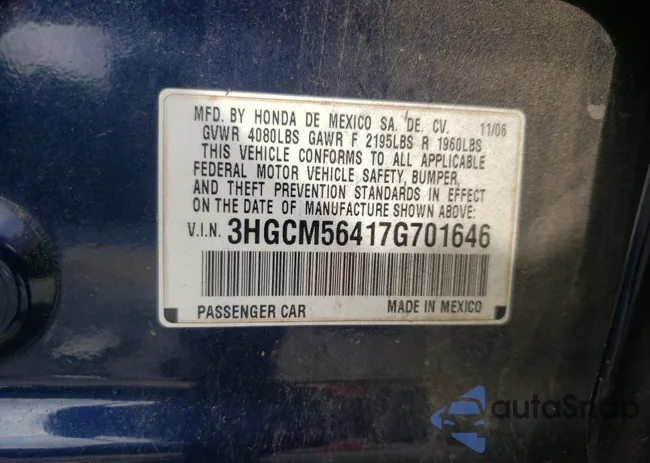 MFD. BY HONDA DE MEXICO SA. DE. CV. 11/06
GVWR 4080LBS GAWR F 2195LBS R 1960LBS
THIS VEHICLE CONFORMS TO ALL APPLICABLE
FEDERAL MOTOR VEHICLE SAFETY, BUMPER,
AND THEFT PREVENTION STANDARDS IN EFFECT
ON THE DATE OF MANUFACTURE SHOWN ABOVE:
V.I.N. 3HGCM56417G701646
PASSENGER CAR MADE IN MEXICO
autoSnap